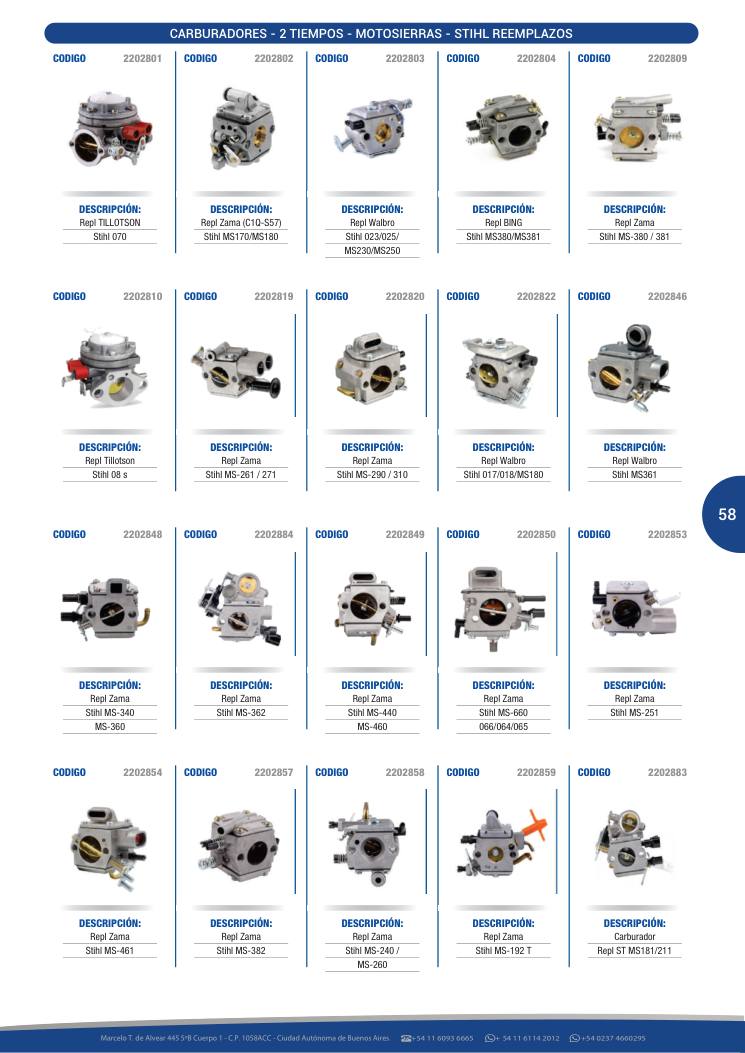 CARBURADORES - 2 TIEMPOS - MOTOSIERRAS - STIHL REEMPLAZOS
CODIGO 2202801
DESCRIPCIÓN:
Repl TILLOTSON
Stihl 070
CODIGO 2202802
DESCRIPCIÓN:
Repl Zama (C1Q-S57)
Stihl MS170/MS180
CODIGO 2202803
DESCRIPCIÓN:
Repl Walbro
Stihl 023/025/
MS230/MS250
CODIGO 2202804
DESCRIPCIÓN:
Repl BING
Stihl MS380/MS381
CODIGO 2202809
DESCRIPCIÓN:
Repl Zama
Stihl MS-380 / 381
CODIGO 2202810
DESCRIPCIÓN:
Repl Tillotson
Stihl 08 s
CODIGO 2202819
DESCRIPCIÓN:
Repl Zama
Stihl MS-261 / 271
CODIGO 2202820
DESCRIPCIÓN:
Repl Zama
Stihl MS-290 / 310
CODIGO 2202822
DESCRIPCIÓN:
Repl Walbro
Stihl 017/018/MS180
CODIGO 2202846
DESCRIPCIÓN:
Repl Walbro
Stihl MS361
58
CODIGO 2202848
DESCRIPCIÓN:
Repl Zama
Stihl MS-340
MS-360
CODIGO 2202884
DESCRIPCIÓN:
Repl Zama
Stihl MS-362
CODIGO 2202849
DESCRIPCIÓN:
Repl Zama
Stihl MS-440
MS-460
CODIGO 2202850
DESCRIPCIÓN:
Repl Zama
Stihl MS-660
066/064/065
CODIGO 2202853
DESCRIPCIÓN:
Repl Zama
Stihl MS-251
CODIGO 2202854
DESCRIPCIÓN:
Repl Zama
Stihl MS-461
CODIGO 2202857
DESCRIPCIÓN:
Repl Zama
Stihl MS-382
CODIGO 2202858
DESCRIPCIÓN:
Repl Zama
Stihl MS-240 /
MS-260
CODIGO 2202859
DESCRIPCIÓN:
Repl Zama
Stihl MS-192 T
CODIGO 2202883
DESCRIPCIÓN:
Carburador
Repl ST MS181/211
Marcelo T. de Alvear 445 5ºB Cuerpo 1 - C.P. 1058ACC - Ciudad Autónoma de Buenos Aires +54 11 6093 6665 + 54 11 6114 2012 +54 0237 4660295